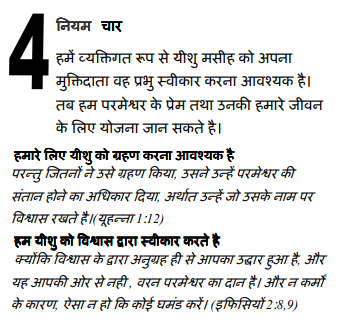 4
नियम चार
हमें व्यक्तिगत रूप से यीशु मसीह को अपना
मुक्तिदाता वह प्रभु स्वीकार करना आवश्यक है।
तब हम परमेश्वर के प्रेम तथा उनकी हमारे जीवन
के लिए योजना जान सकते है।
हमारे लिए यीशु को ग्रहण करना आवश्यक है
परन्तु जितनों ने उसे ग्रहण किया, उसने उन्हें परमेश्वर की
संतान होने का अधिकार दिया, अर्थात उन्हें जो उसके नाम पर
विश्वास रखते है।(यूहन्ना 1:12)
हम यीशु को विश्वास द्वारा स्वीकार करते है
क्योंकि विश्वास के द्वारा अनुग्रह ही से आपका उद्धार हुआ है, और
यह आपकी ओर से नही , वरन परमेश्वर का दान है। और न कर्मों
के कारण, ऐसा न हो कि कोई घमंड करें। (इफिसियों 2:8,9)